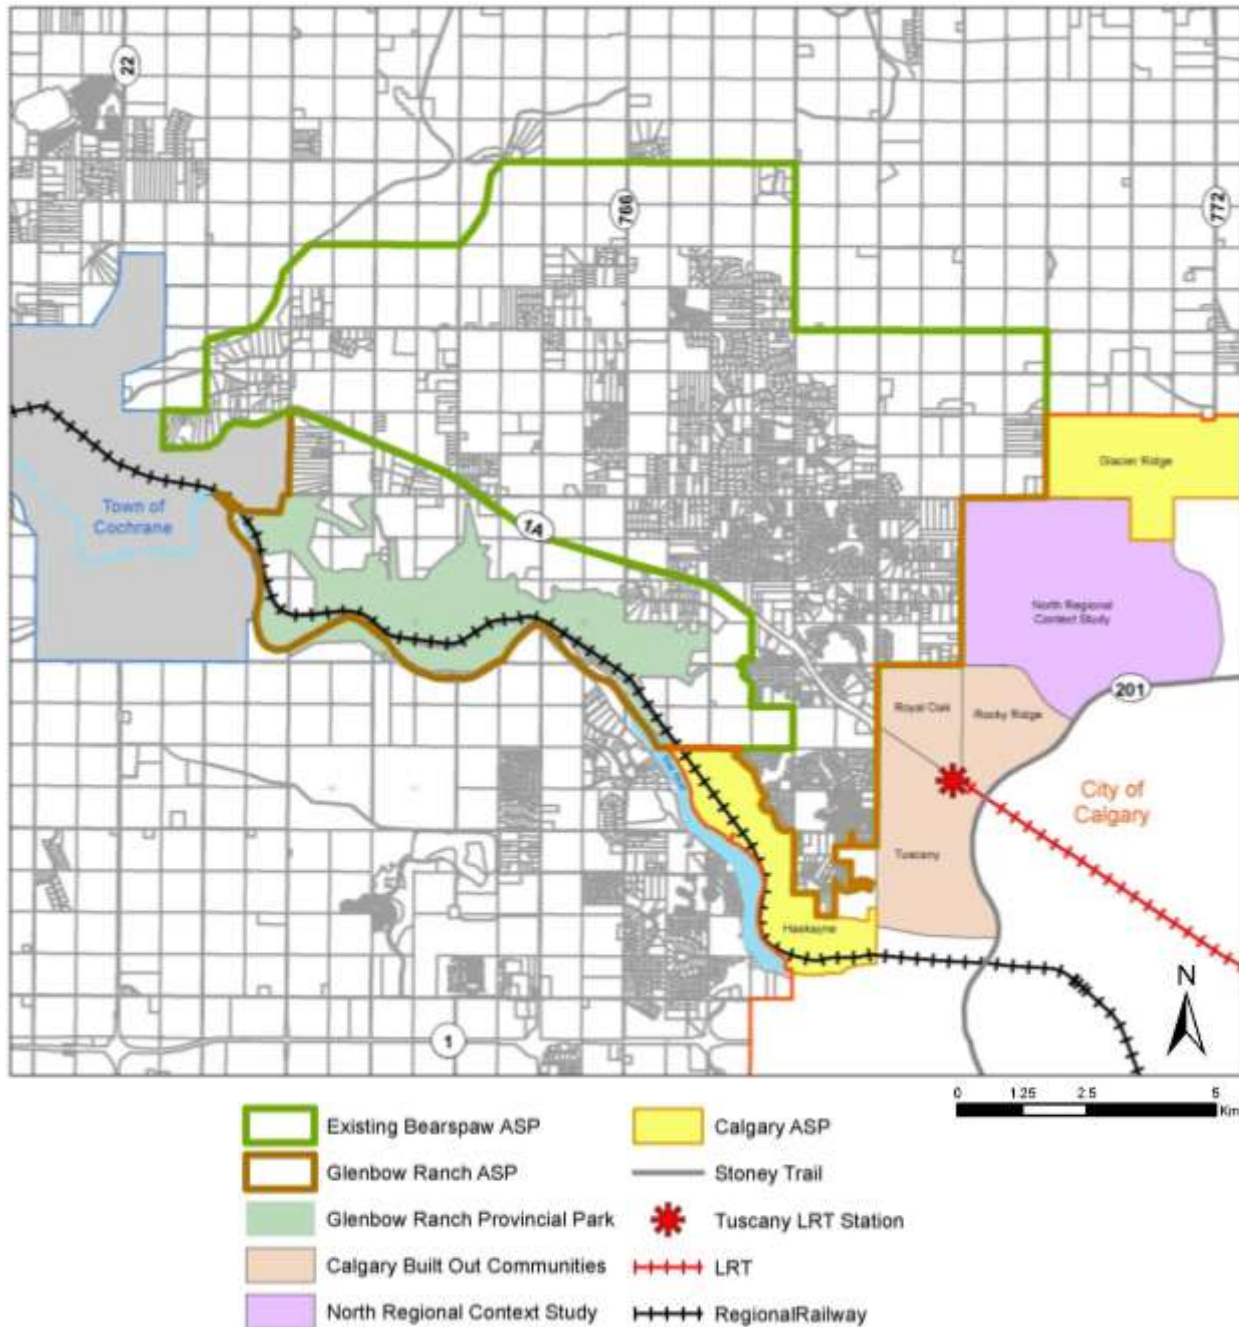 22
766
772
Glacier Ridge
Town of
Cochrane
1A
North Regional
Context Study
201
Royal Oak
Rocky Ridge
City of
Calgary
Tuscany
Haskayne
N
1
0 1.25 2.5 5
Km
Existing Bearspaw ASP
Calgary ASP
Glenbow Ranch ASP
Stoney Trail
Glenbow Ranch Provincial Park
Tuscany LRT Station
Calgary Built Out Communities
LRT
North Regional Context Study
RegionalRailway